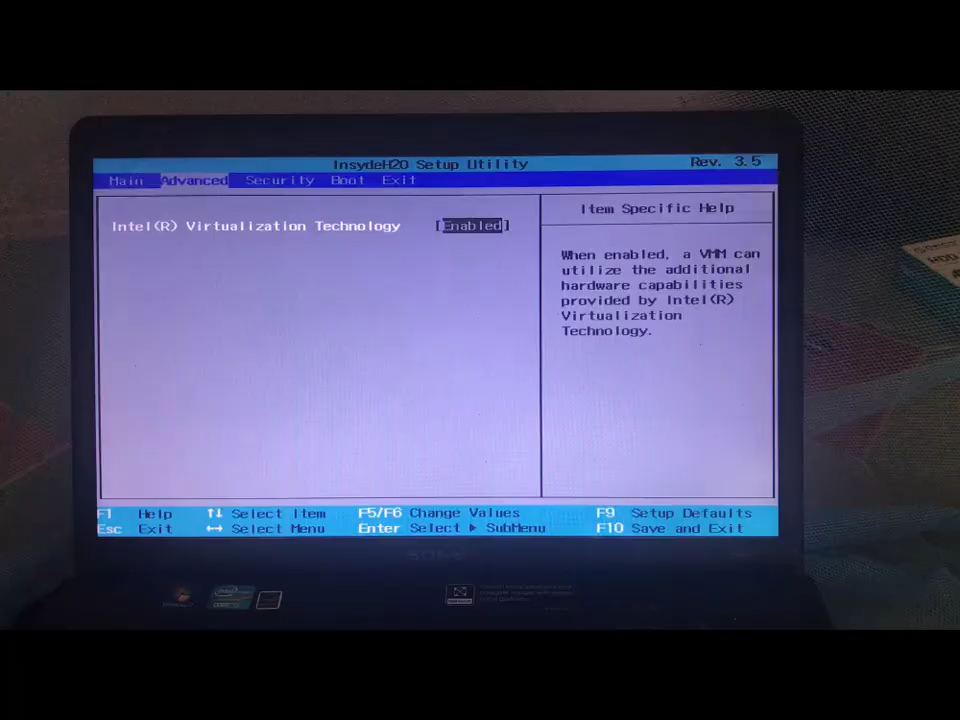 InsydeH20 Setup Utility Rev. 3.5
Main Advanced Security Boot Exit
Intel(R) Virtualization Technology [Enabled]
Item Specific Help
When enabled, a VMM can
utilize the additional
hardware capabilities
provided by Intel(R)
Virtualization
Technology.
F1 Help ↑↓ Select Item F5/F6 Change Values F9 Setup Defaults
Esc Exit ↔ Select Menu Enter Select ▶ SubMenu F10 Save and Exit
SONY